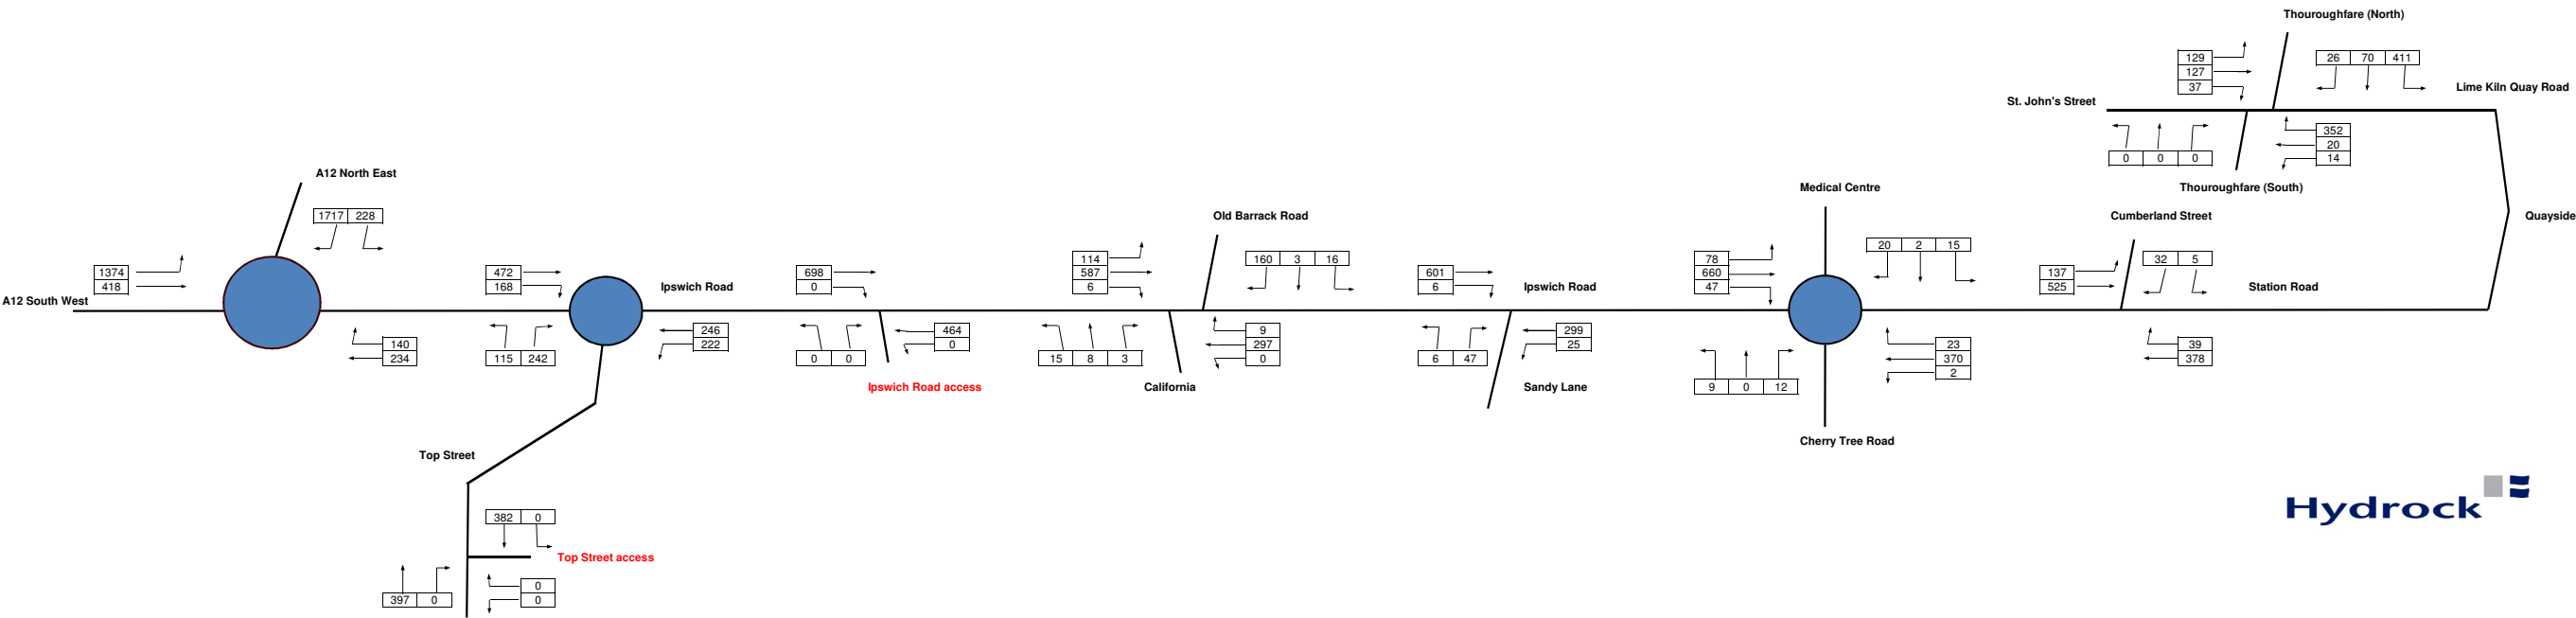 Thouroughfare (North)
129
127
37
26 70 411
Lime Kiln Quay Road
St. John's Street
0 0 0
352
20
14
Thouroughfare (South)
A12 North East
1717 228
1374
418
A12 South West
140
234
472
168
115 242
Ipswich Road
246
222
698
0
0 0
464
0
Ipswich Road access
Old Barrack Road
114
587
6
160 3 16
15 8 3
9
297
0
California
601
6
Ipswich Road
6 47
299
25
Sandy Lane
Medical Centre
78
660
47
20 2 15
9 0 12
23
370
2
Cherry Tree Road
Cumberland Street
137
525
32 5
Station Road
39
378
Quayside
Top Street
382 0
Top Street access
397 0
0
0
Hydrock